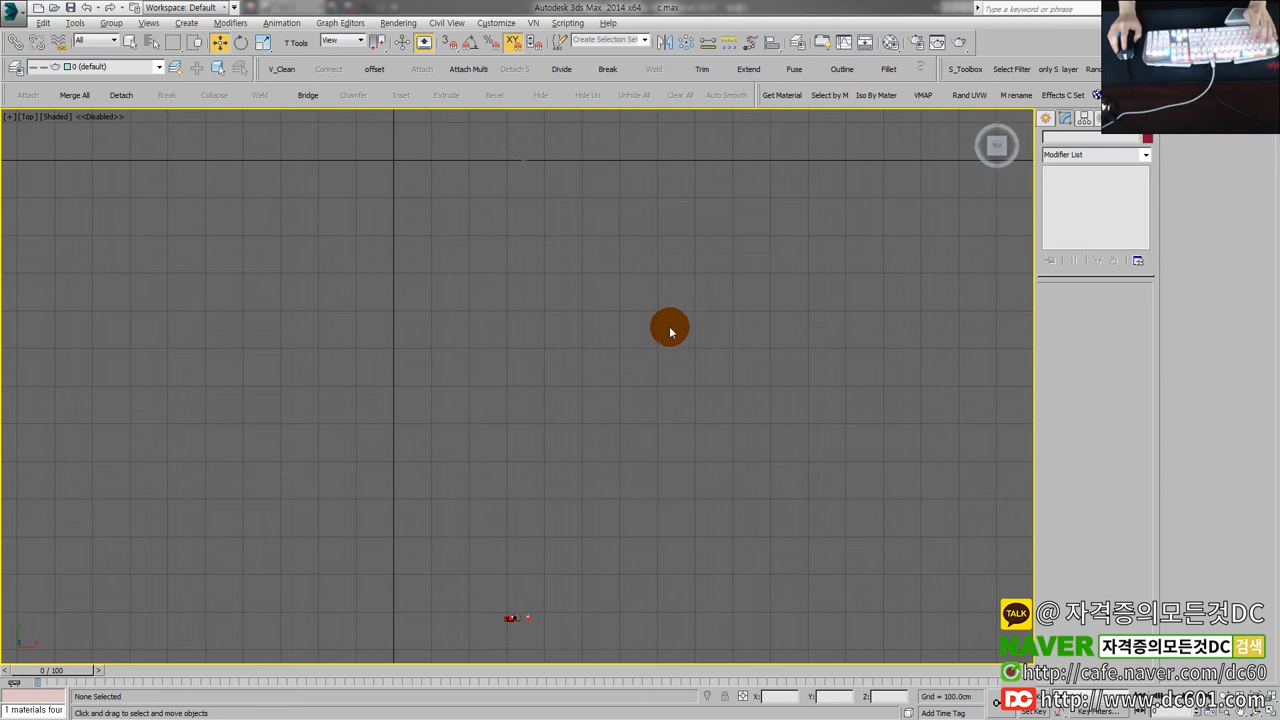 Autodesk 3ds Max 2014 x64 c.max
Workspace: Default
Type a keyword or phrase
Edit Tools Group Views Create Modifiers Animation Graph Editors Rendering Civil View Customize VN Scripting Help
All T Tools View Create Selection Se
0 (default) V_Clean Connect offset Attach Attach Multi Detach S Divide Break Weld Trim Extend Fuse Outline Fillet S_Toolbox Select Filter only S layer
Attach Merge All Detach Break Collapse Weld Bridge Chamfer Inset Extrude Bevel Hide Hide Un Unhide All Clear All Auto Smooth Get Material Select by M Iso By Mater VMAP Rand UVW M rename Effects C Set
[+][Top] [Shaded] <<Disabled>>
Modifier List
@ 자격증의모든것DC
TALK
NAVER 자격증의모든것DC 검색
http://cafe.naver.com/dc60
DC http://www.dc601.com
< 0 / 100 >
None Selected X: Y: Z: Grid = 100.0cm
1 materials four Click and drag to select and move objects Add Time Tag